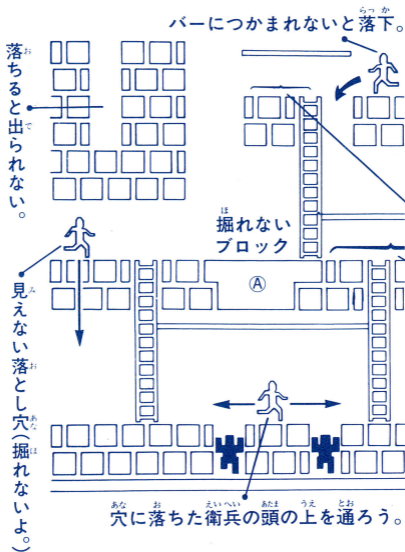 バーにつかまれないと落下。
落ちると出られない。
掘れない
ブロック
Ⓐ
見えない落とし穴(掘れないよ。)
穴に落ちた衛兵の頭の上を通ろう。